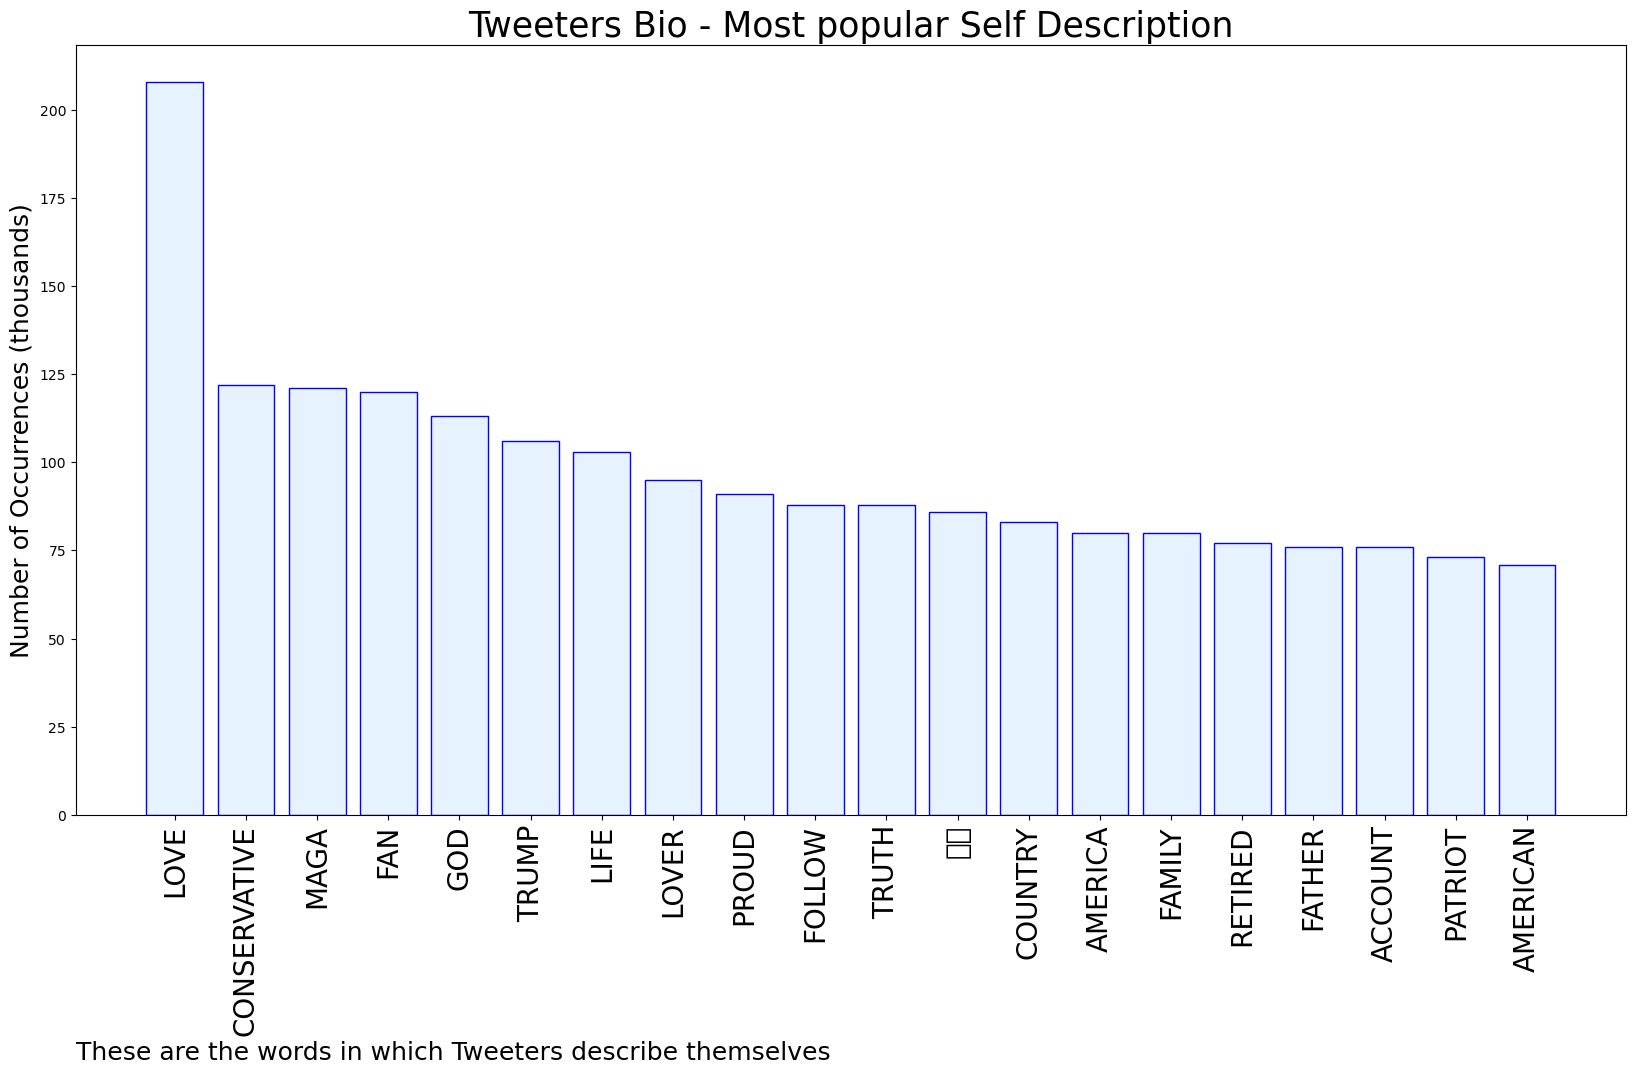 Tweeters Bio - Most popular Self Description
Number of Occurrences (thousands)
200
175
150
125
100
75
50
25
0
LOVE
CONSERVATIVE
MAGA
FAN
GOD
TRUMP
LIFE
LOVER
PROUD
FOLLOW
TRUTH
COUNTRY
AMERICA
FAMILY
RETIRED
FATHER
ACCOUNT
PATRIOT
AMERICAN
These are the words in which Tweeters describe themselves